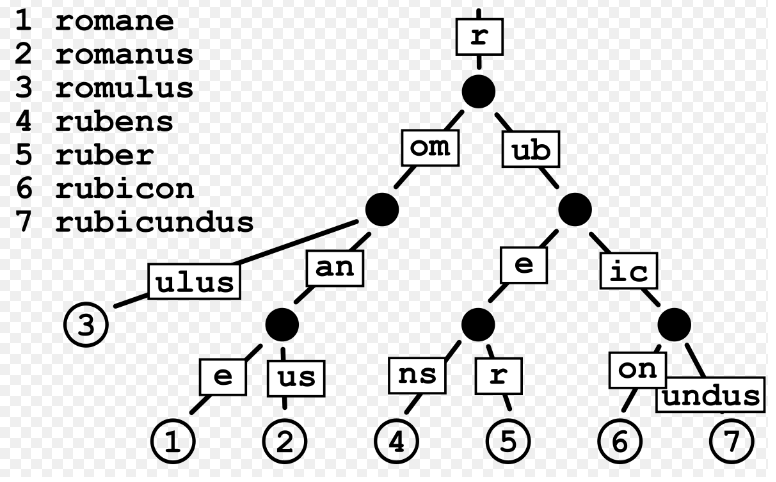 1 romane
2 romanus
3 romulus
4 rubens
5 ruber
6 rubicon
7 rubicundus
r
om
ub
ulus
an
e
ic
3
e
us
ns
r
on
undus
1
2
4
5
6
7